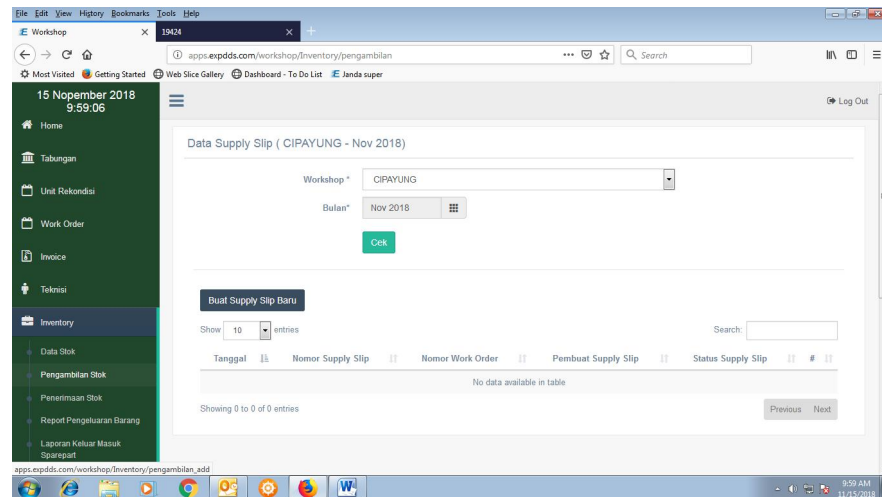 File Edit View History Bookmarks Tools Help
Workshop
19424
apps.expdds.com/workshop/Inventory/pengambilan
Search
Most Visited Getting Started Web Slice Gallery Dashboard - To Do List Janda super
15 Nopember 2018
9:59:06
Log Out
Home
Tabungan
Unit Rekondisi
Work Order
Invoice
Teknisi
Inventory
Data Stok
Pengambilan Stok
Penerimaan Stok
Report Pengeluaran Barang
Laporan Keluar Masuk
Sparepart
Data Supply Slip ( CIPAYUNG - Nov 2018)
Workshop * CIPAYUNG
Bulan* Nov 2018
Cek
Buat Supply Slip Baru
Show 10 entries Search:
Tanggal Nomor Supply Slip Nomor Work Order Pembuat Supply Slip Status Supply Slip #
No data available in table
Showing 0 to 0 of 0 entries Previous Next
apps.expdds.com/workshop/Inventory/pengambilan_add
9:59 AM
11/15/2018